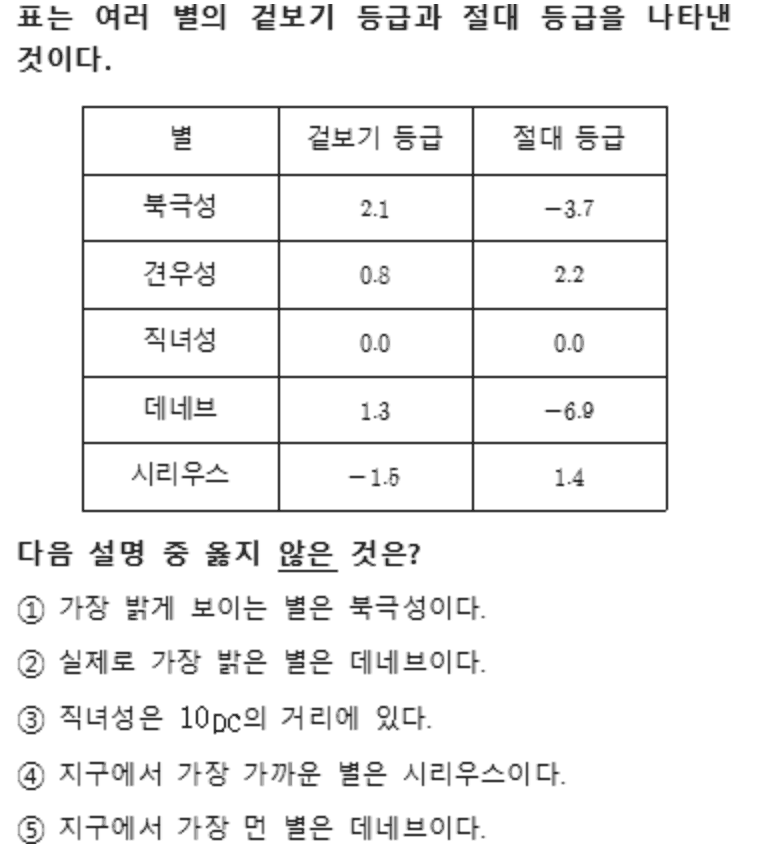 표는 여러 별의 겉보기 등급과 절대 등급을 나타낸
것이다.
별 겉보기 등급 절대 등급
북극성 2.1 −3.7
견우성 0.8 2.2
직녀성 0.0 0.0
데네브 1.3 −6.9
시리우스 −1.5 1.4
다음 설명 중 옳지 않은 것은?
① 가장 밝게 보이는 별은 북극성이다.
② 실제로 가장 밝은 별은 데네브이다.
③ 직녀성은 10pc의 거리에 있다.
④ 지구에서 가장 가까운 별은 시리우스이다.
⑤ 지구에서 가장 먼 별은 데네브이다.